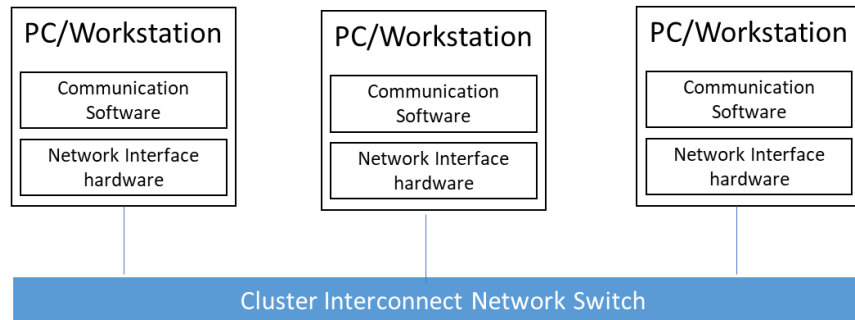 PC/Workstation
Communication
Software
Network Interface
hardware
PC/Workstation
Communication
Software
Network Interface
hardware
PC/Workstation
Communication
Software
Network Interface
hardware
Cluster Interconnect Network Switch